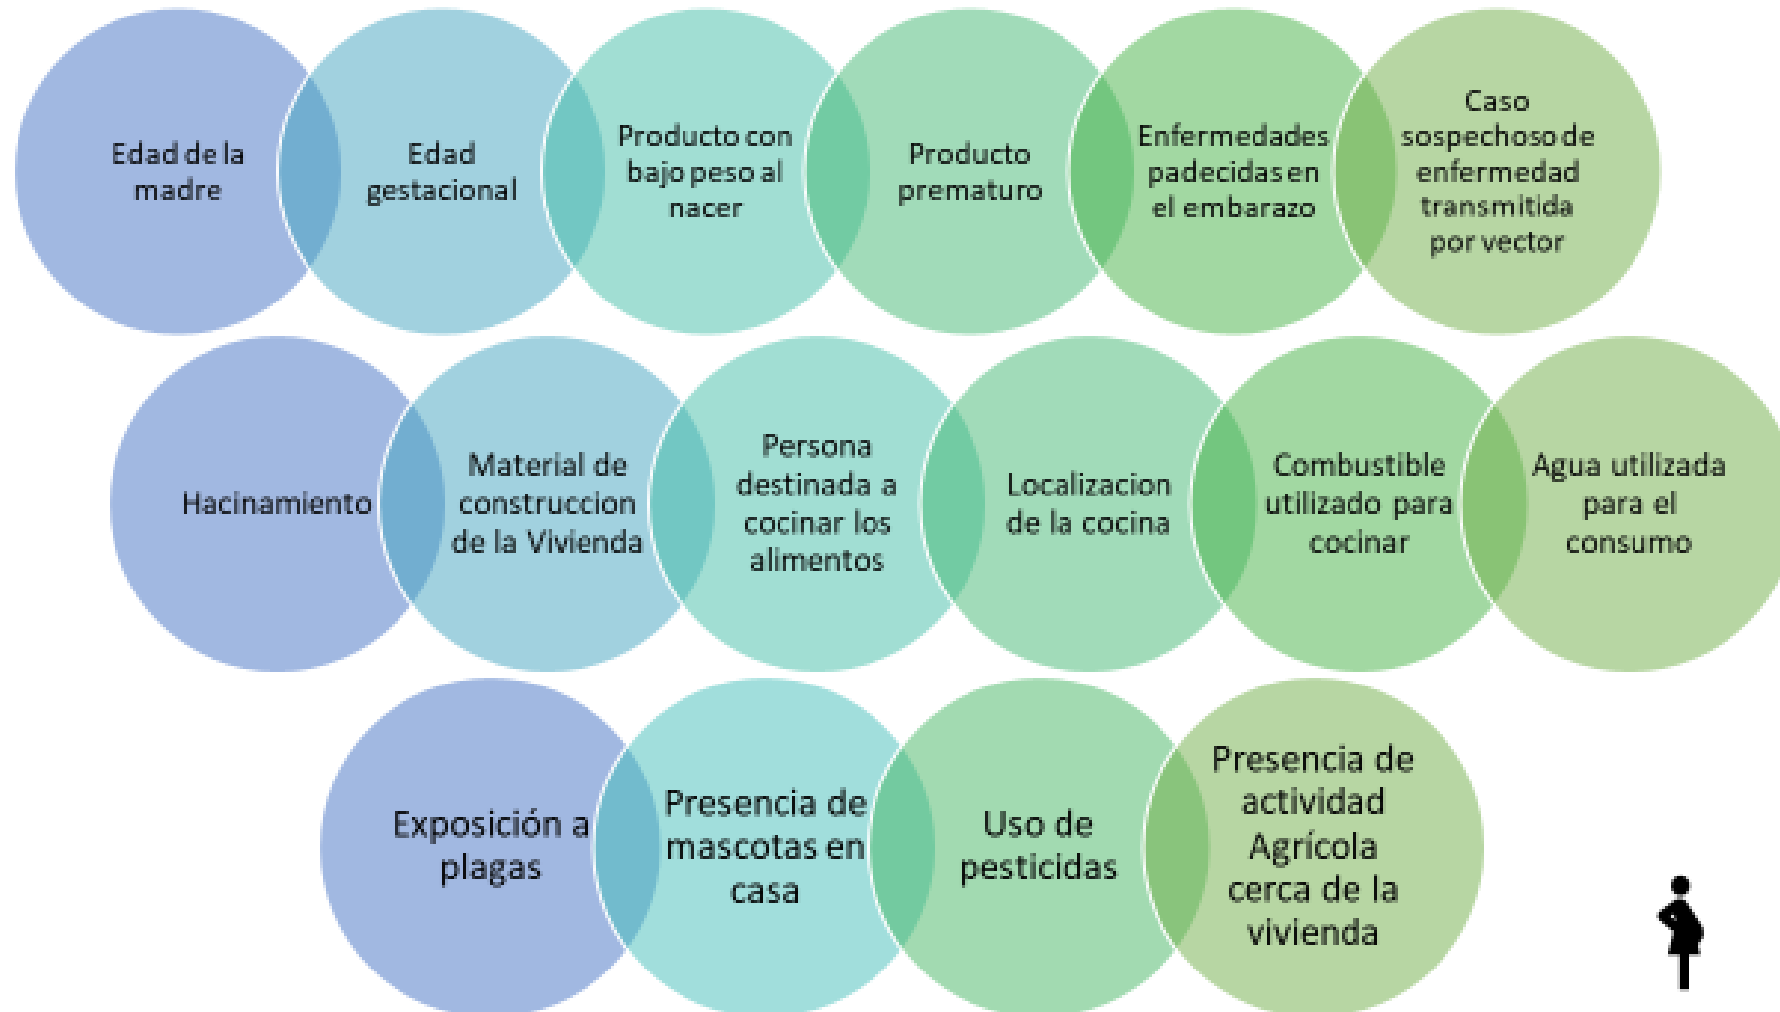 Edad de la
madre
Edad
gestacional
Producto con
bajo peso al
nacer
Producto
prematuro
Enfermedades
padecidas en
el embarazo
Caso
sospechoso de
enfermedad
transmitida
por vector
Hacinamiento
Material de
construccion
de la Vivienda
Persona
destinada a
cocinar los
alimentos
Localizacion
de la cocina
Combustible
utilizado para
cocinar
Agua utilizada
para el
consumo
Exposición a
plagas
Presencia de
mascotas en
casa
Uso de
pesticidas
Presencia de
actividad
Agrícola
cerca de la
vivienda